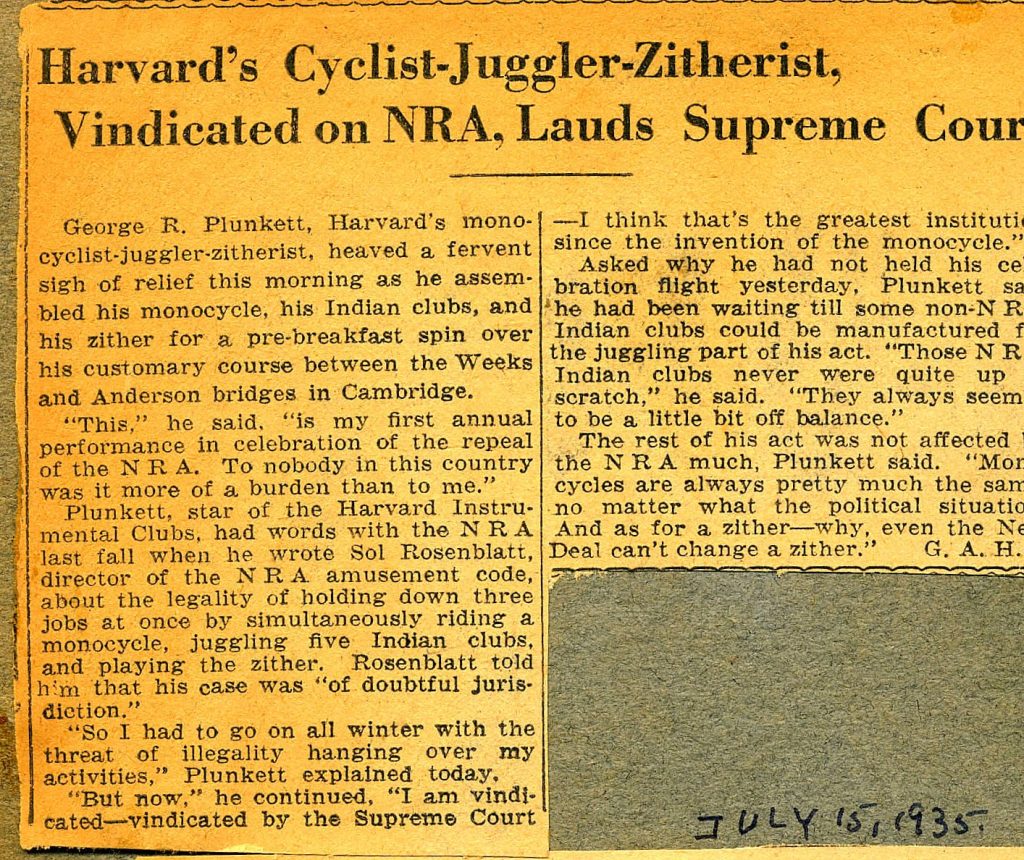 Harvard's Cyclist-Juggler-Zitherist,
Vindicated on NRA, Lauds Supreme Cour
George R. Plunkett, Harvard's mono-
cyclist-juggler-zitherist, heaved a fervent
sigh of relief this morning as he assem-
bled his monocycle, his Indian clubs, and
his zither for a pre-breakfast spin over
his customary course between the Weeks
and Anderson bridges in Cambridge.
"This," he said, "is my first annual
performance in celebration of the repeal
of the N R A. To nobody in this country
was it more of a burden than to me."
Plunkett, star of the Harvard Instru-
mental Clubs, had words with the N R A
last fall when he wrote Sol Rosenblatt,
director of the N R A amusement code,
about the legality of holding down three
jobs at once by simultaneously riding a
monocycle, juggling five Indian clubs,
and playing the zither. Rosenblatt told
him that his case was "of doubtful juris-
diction."
"So I had to go on all winter with the
threat of illegality hanging over my
activities," Plunkett explained today.
"But now," he continued, "I am vindi-
cated—vindicated by the Supreme Court
—I think that's the greatest instituti
since the invention of the monocycle."
Asked why he had not held his cel
bration flight yesterday, Plunkett sa
he had been waiting till some non-N R
Indian clubs could be manufactured f
the juggling part of his act. "Those N R
Indian clubs never were quite up
scratch," he said. "They always seem
to be a little bit off balance."
The rest of his act was not affected
the N R A much, Plunkett said. "Mon
cycles are always pretty much the sam
no matter what the political situatio
And as for a zither—why, even the Ne
Deal can't change a zither." G. A. H.
JULY 15, 1935.